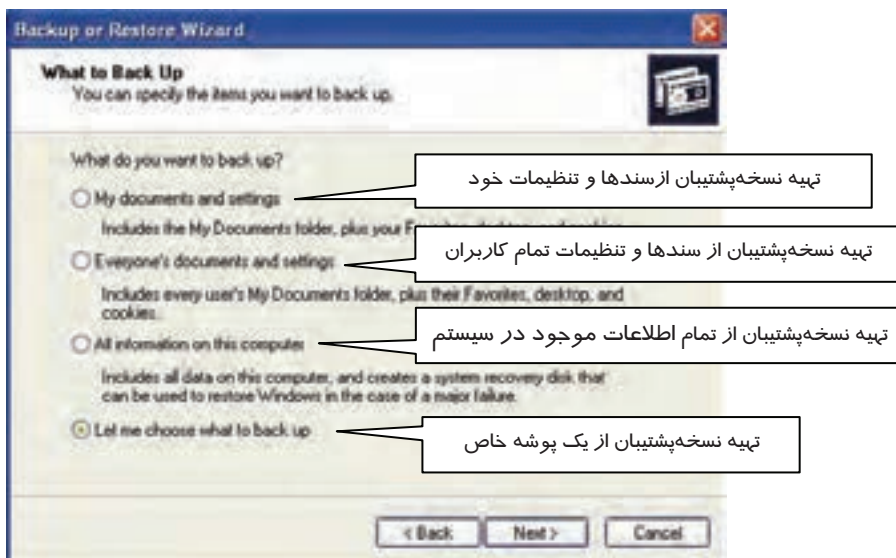 Backup or Restore Wizard
What to Back Up
You can specify the items you want to back up.
What do you want to back up?
My documents and settings
تهیه نسخه‌پشتیبان ازسندها و تنظیمات خود
Includes the My Documents folder, plus your
Everyone's documents and settings
تهیه نسخه‌پشتیبان از سندها و تنظیمات تمام کاربران
Includes every user's My Documents folder, plus their Favorites, desktop, and
cookies.
All information on this computer
تهیه نسخه‌پشتیبان از تمام اطلاعات موجود در سیستم
Includes all data on this computer, and creates a system recovery disk that
can be used to restore Windows in the case of a major failure.
Let me choose what to back up
تهیه نسخه‌پشتیبان از یک پوشه خاص
< Back
Next >
Cancel